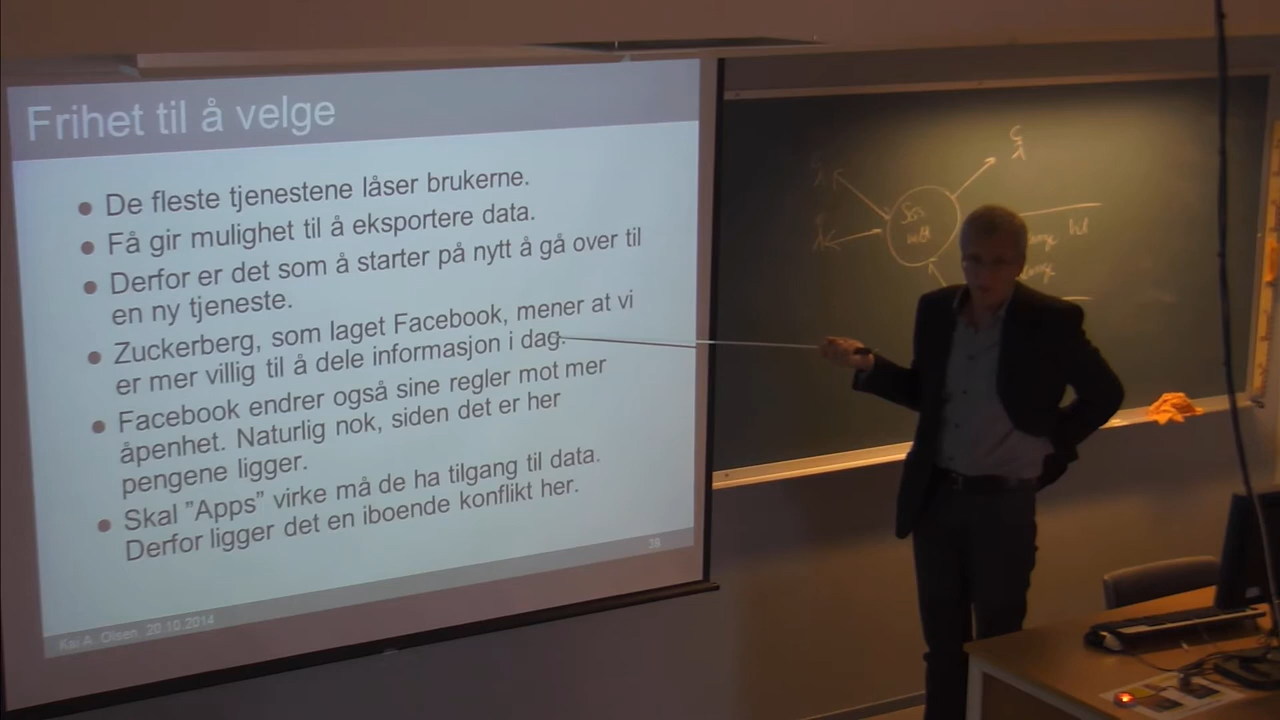 Frihet til å velge
De fleste tjenestene låser brukerne.
Få gir mulighet til å eksportere data.
Derfor er det som å starter på nytt å gå over til
en ny tjeneste.
Zuckerberg, som laget Facebook, mener at vi
er mer villig til å dele informasjon i dag.
Facebook endrer også sine regler mot mer
åpenhet. Naturlig nok, siden det er her
pengene ligger.
Skal "Apps" virke må de ha tilgang til data.
Derfor ligger det en iboende konflikt her.
38
Kai A. Olsen, 20.10.2014